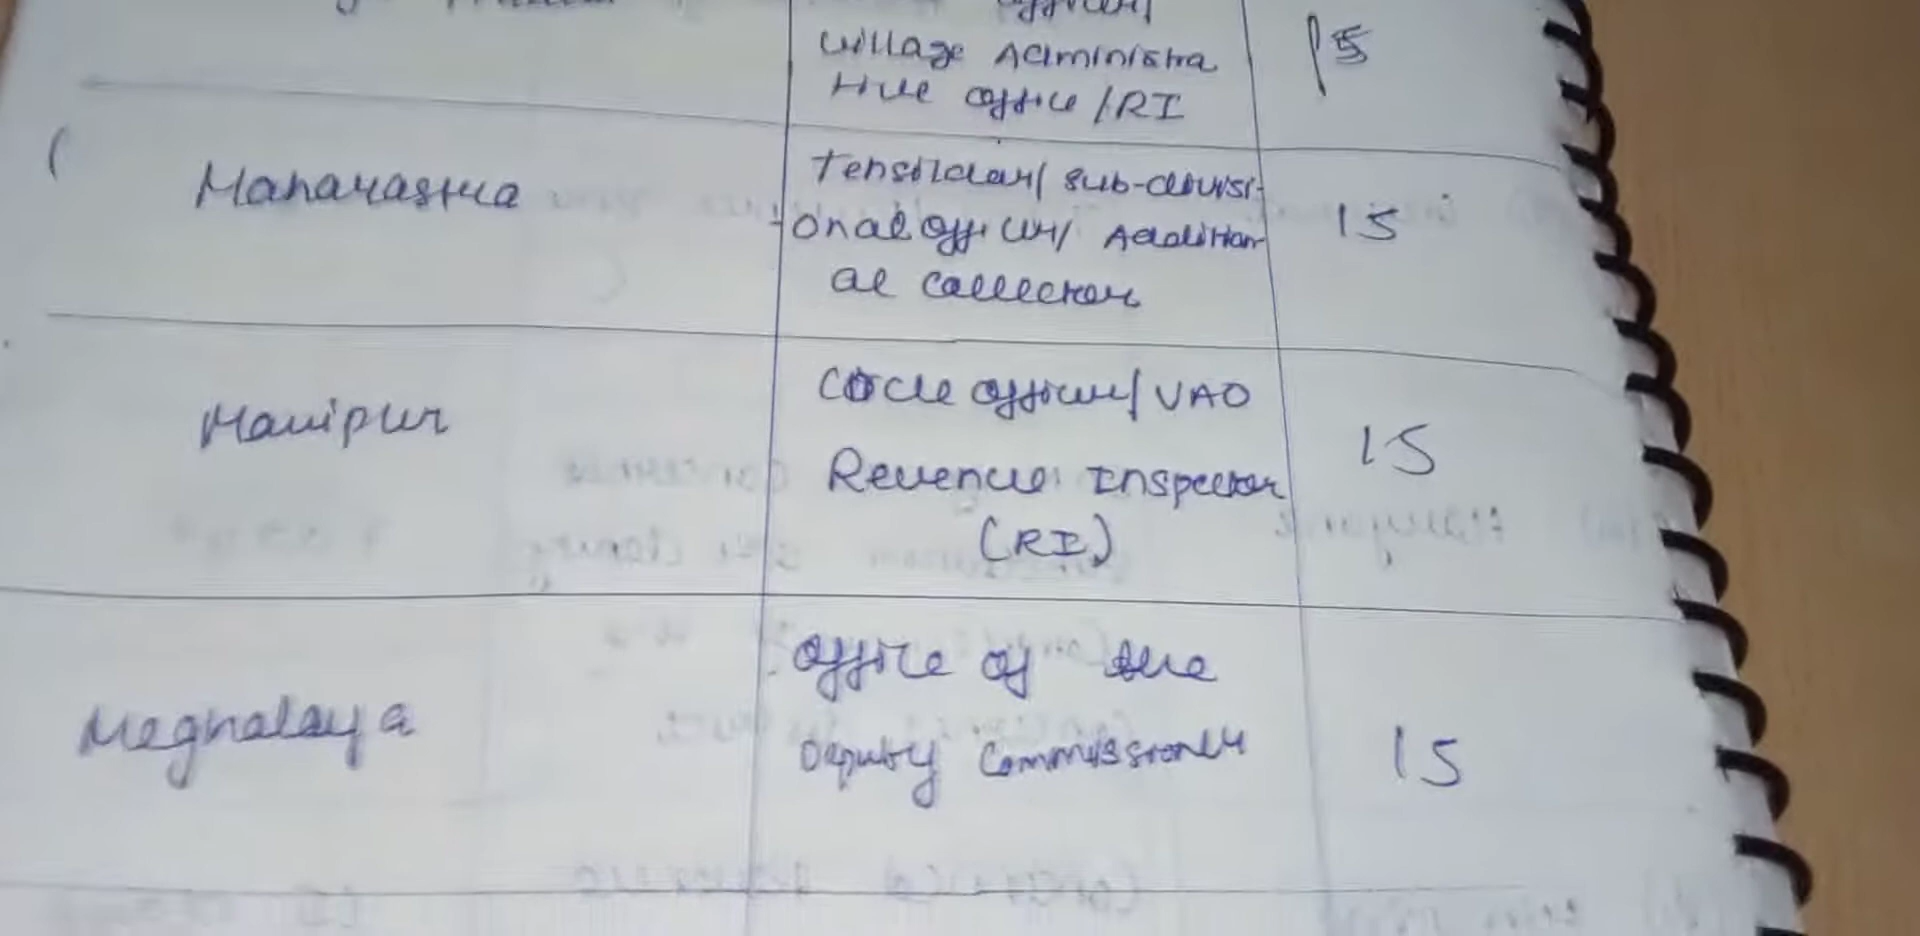 village Administra
tive office / RI
15
Maharastra
Tehsildar/ sub-divisi-
onal officer/ Addition
al collector
15
Manipur
Circle officer/ VAO
Revenue Inspector
(RI)
15
Meghalaya
office of the
Deputy Commissioner
15